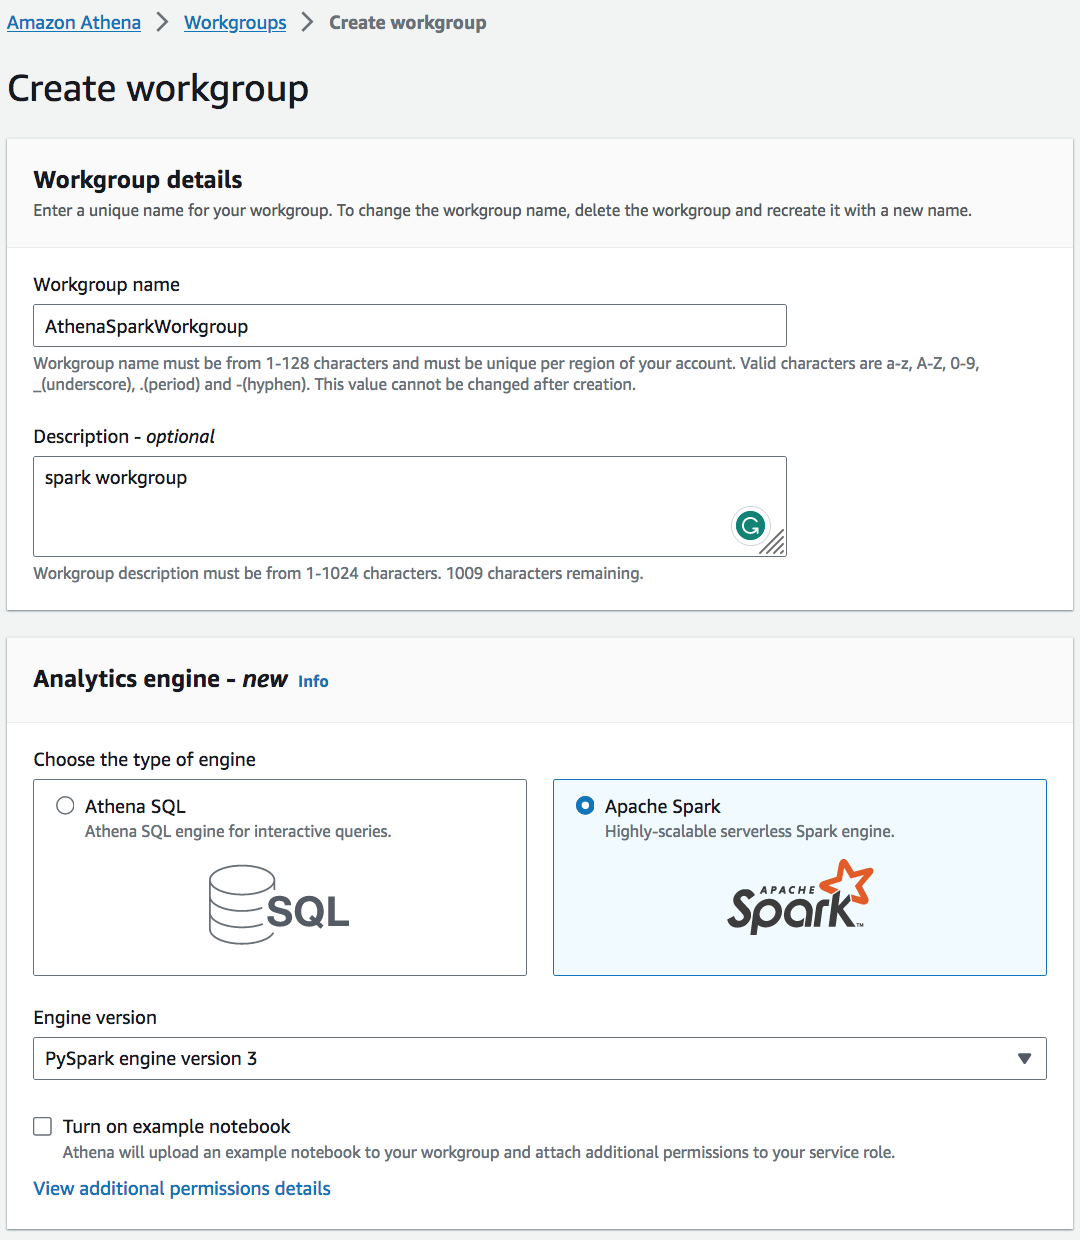 Amazon Athena > Workgroups > Create workgroup
Create workgroup
Workgroup details
Enter a unique name for your workgroup. To change the workgroup name, delete the workgroup and recreate it with a new name.
Workgroup name
AthenaSparkWorkgroup
Workgroup name must be from 1-128 characters and must be unique per region of your account. Valid characters are a-z, A-Z, 0-9,
_(underscore), .(period) and -(hyphen). This value cannot be changed after creation.
Description - optional
spark workgroup
Workgroup description must be from 1-1024 characters. 1009 characters remaining.
Analytics engine - new Info
Choose the type of engine
Athena SQL
Athena SQL engine for interactive queries.
SQL
Apache Spark
Highly-scalable serverless Spark engine.
APACHE
Spark™
Engine version
PySpark engine version 3
Turn on example notebook
Athena will upload an example notebook to your workgroup and attach additional permissions to your service role.
View additional permissions details